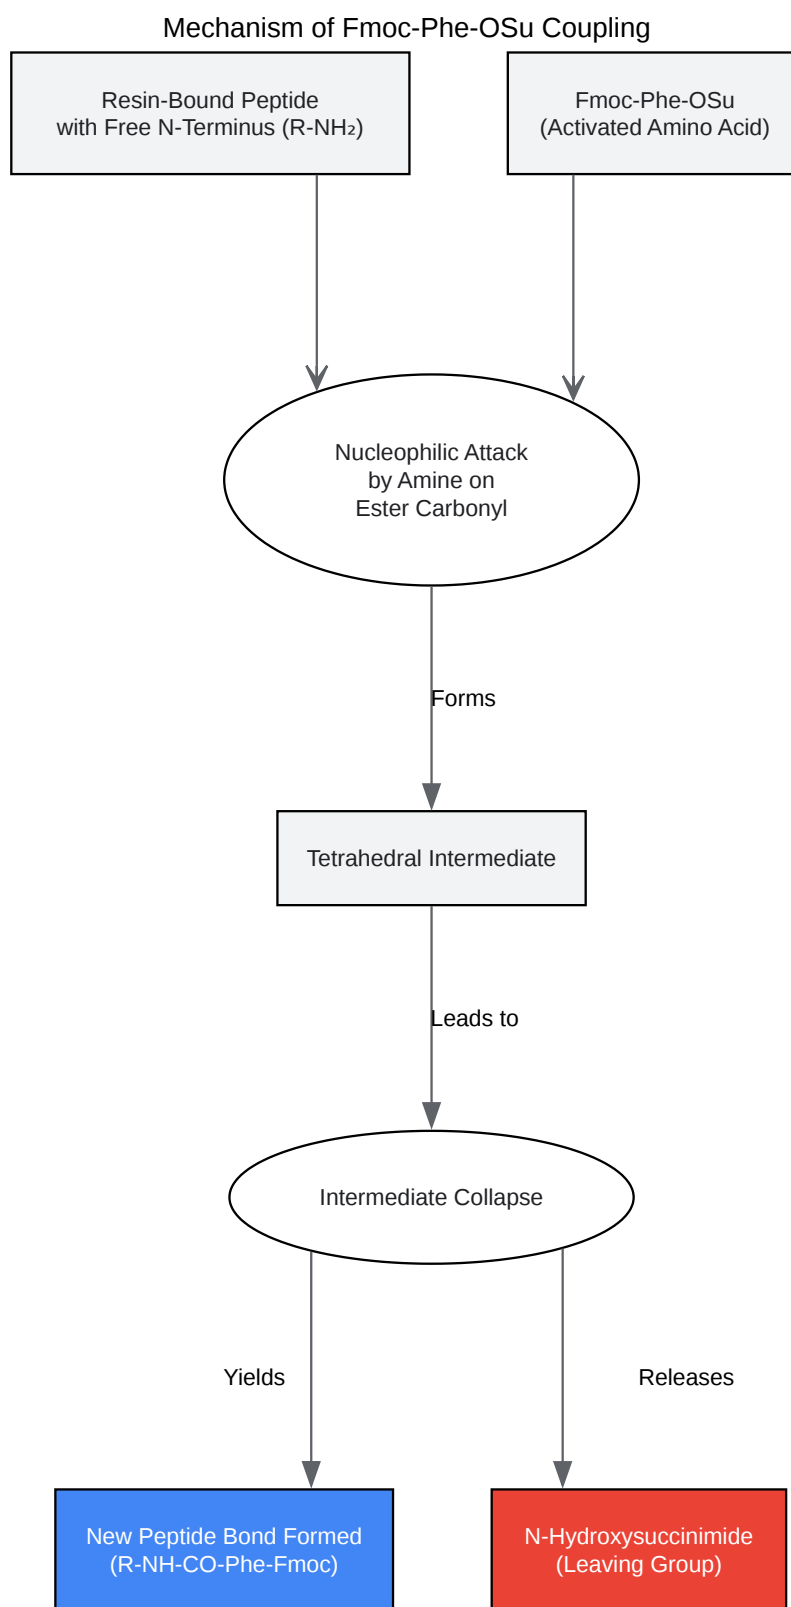 Mechanism of Fmoc-Phe-OSu Coupling
Resin-Bound Peptide
with Free N-Terminus (R-NH₂)
Fmoc-Phe-OSu
(Activated Amino Acid)
Nucleophilic Attack
by Amine on
Ester Carbonyl
Forms
Tetrahedral Intermediate
Leads to
Intermediate Collapse
Yields
Releases
New Peptide Bond Formed
(R-NH-CO-Phe-Fmoc)
N-Hydroxysuccinimide
(Leaving Group)